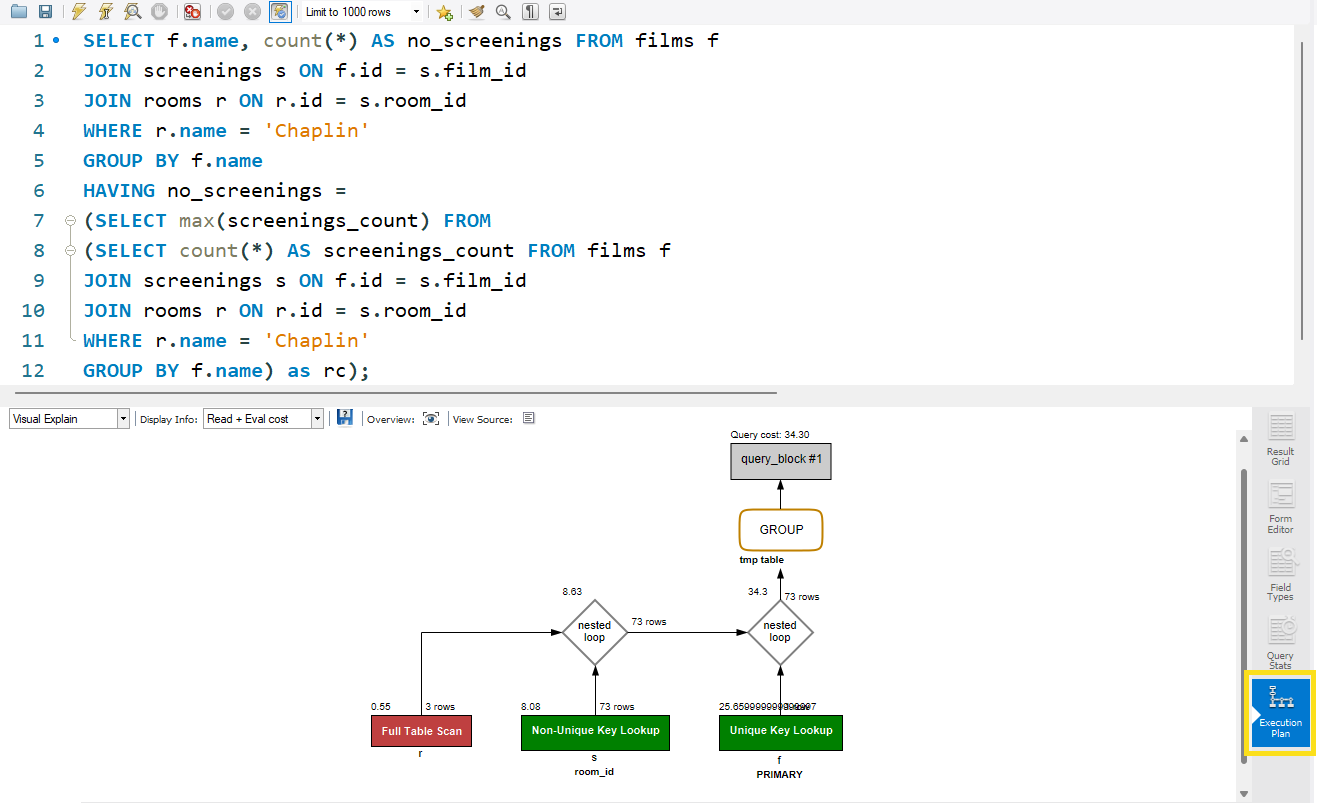 Limit to 1000 rows
1 SELECT f.name, count(*) AS no_screenings FROM films f
2 JOIN screenings s ON f.id = s.film_id
3 JOIN rooms r ON r.id = s.room_id
4 WHERE r.name = 'Chaplin'
5 GROUP BY f.name
6 HAVING no_screenings =
7 (SELECT max(screenings_count) FROM
8 (SELECT count(*) AS screenings_count FROM films f
9 JOIN screenings s ON f.id = s.film_id
10 JOIN rooms r ON r.id = s.room_id
11 WHERE r.name = 'Chaplin'
12 GROUP BY f.name) as rc);
Visual Explain Display Info: Read + Eval cost Overview: View Source:
Query cost: 34.30
query_block #1
GROUP
tmp table
8.63
34.3 73 rows
nested
loop
73 rows
nested
loop
0.55 3 rows
8.08 73 rows
Full Table Scan
Non-Unique Key Lookup
Unique Key Lookup
r
s
room_id
f
PRIMARY
Result
Grid
Form
Editor
Field
Types
Query
Stats
Execution
Plan